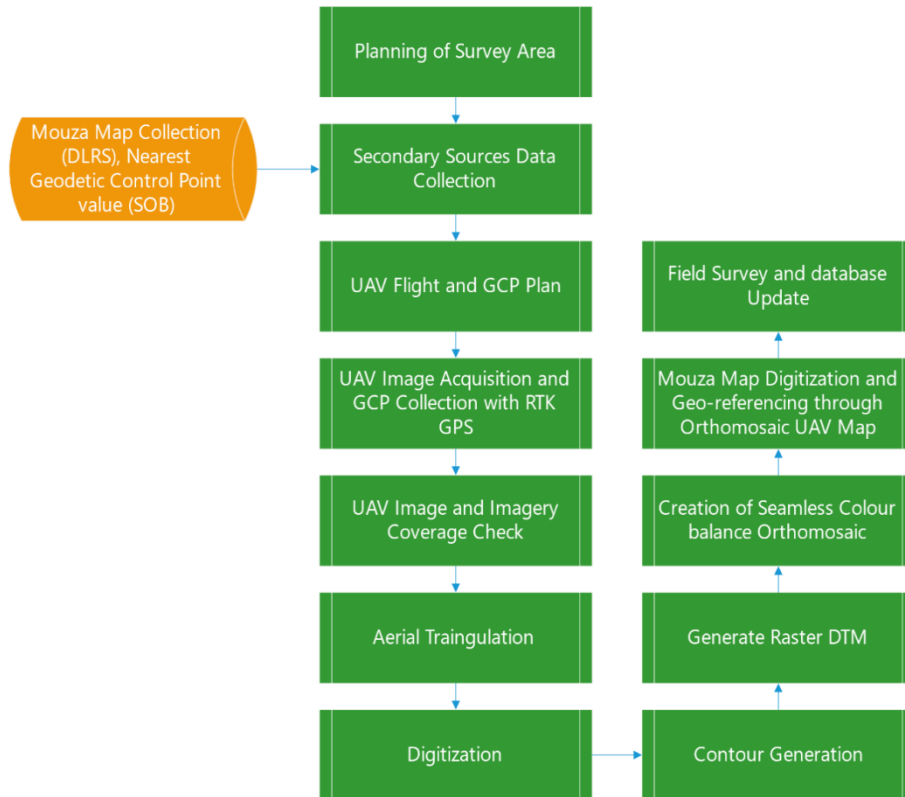 Planning of Survey Area
Mouza Map Collection
(DLRS), Nearest
Geodetic Control Point
value (SOB)
Secondary Sources Data
Collection
UAV Flight and GCP Plan
UAV Image Acquisition and
GCP Collection with RTK
GPS
UAV Image and Imagery
Coverage Check
Aerial Traingulation
Digitization
Contour Generation
Generate Raster DTM
Creation of Seamless Colour
balance Orthomosaic
Mouza Map Digitization and
Geo-referencing through
Orthomosaic UAV Map
Field Survey and database
Update